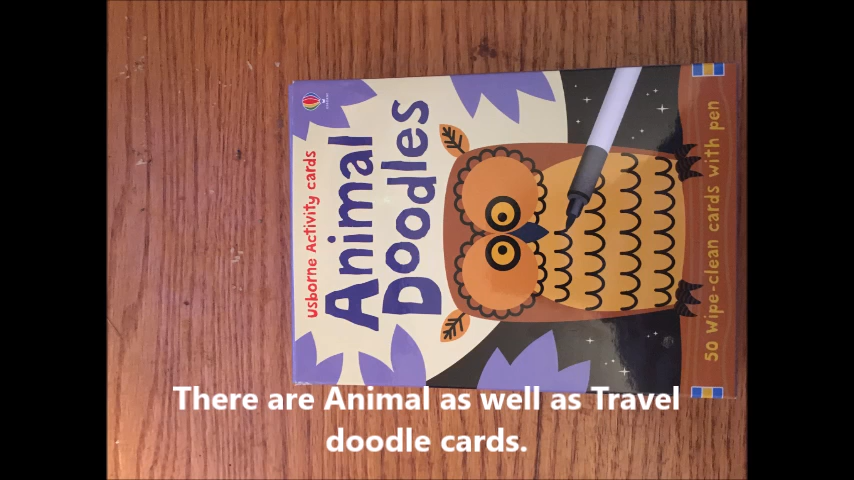 Usborne Activity cards
Animal
Doodles
50 Wipe-clean cards with pen
There are Animal as well as Travel
doodle cards.